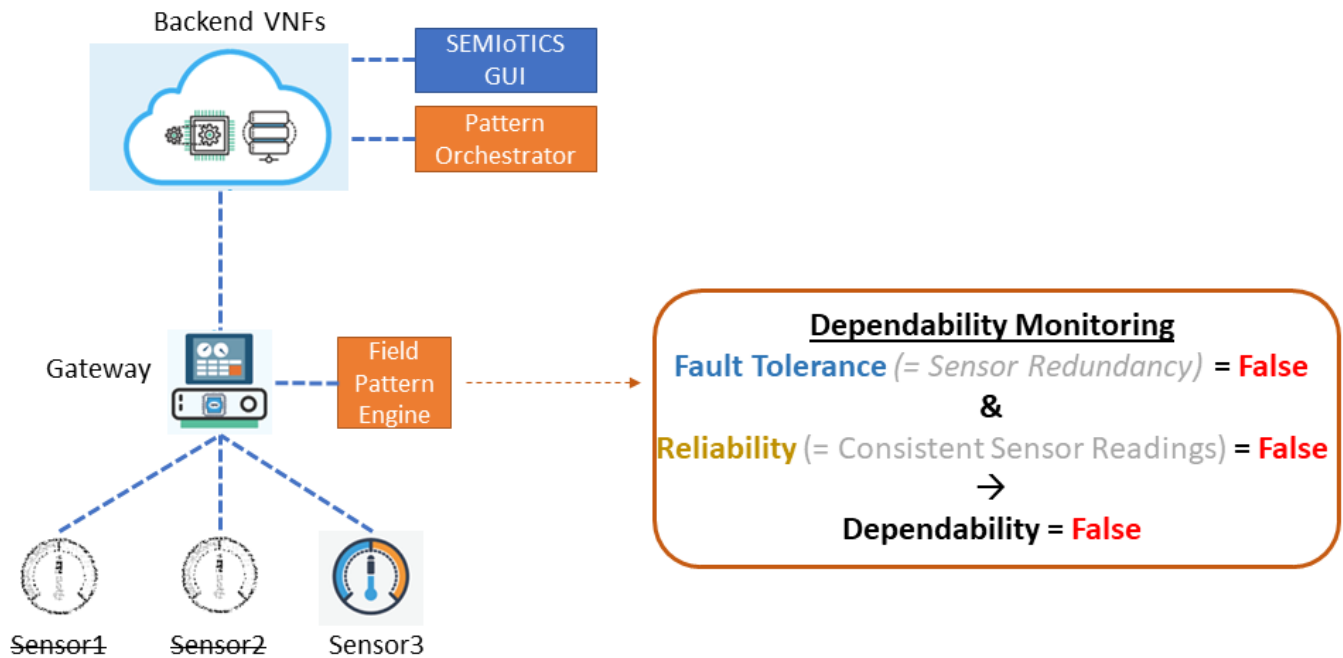 Backend VNFs
SEMIoTICS
GUI
Pattern
Orchestrator
Gateway
Field
Pattern
Engine
Dependability Monitoring
Fault Tolerance (= Sensor Redundancy) = False
&
Reliability (= Consistent Sensor Readings) = False
→
Dependability = False
Sensor1
Sensor2
Sensor3